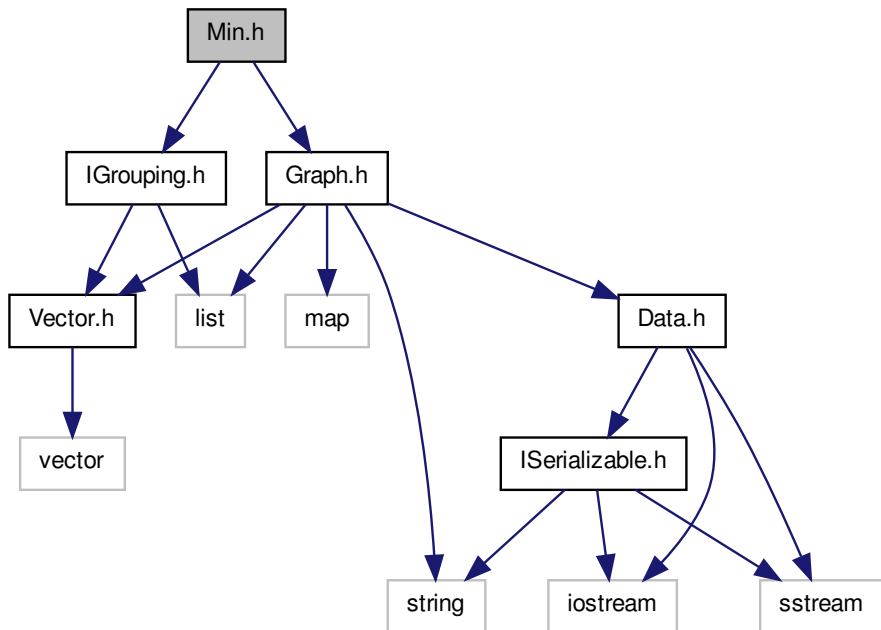 Min.h
IGrouping.h
Graph.h
Vector.h
list
map
Data.h
vector
ISerializable.h
string
iostream
sstream